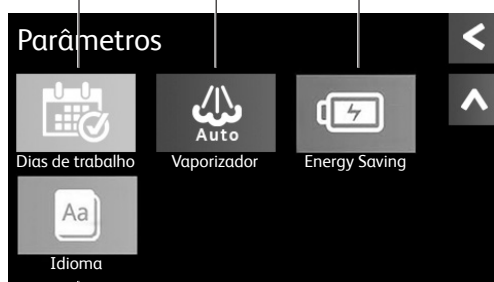 Parâmetros
Auto
Dias de trabalho
Vaporizador
Energy Saving
Aa
Idioma